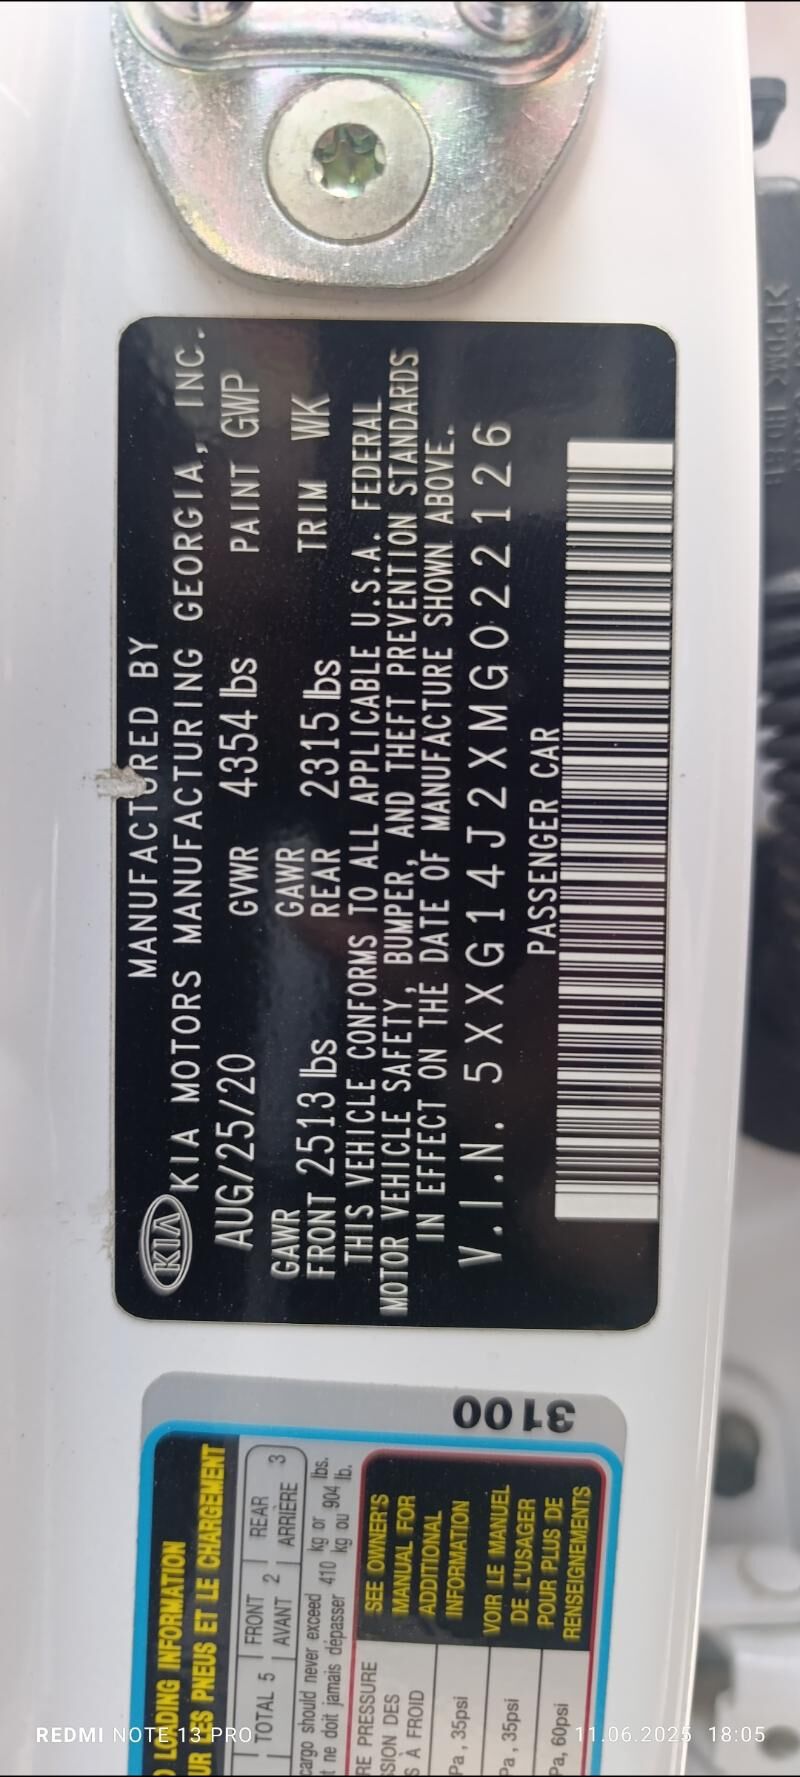 KIA
MANUFACTURED BY
KIA MOTORS MANUFACTURING GEORGIA, INC.
AUG/25/20 GVWR 4354 lbs PAINT GWP
GAWR FRONT 2513 lbs GAWR REAR 2315 lbs TRIM WK
THIS VEHICLE CONFORMS TO ALL APPLICABLE U.S.A. FEDERAL
MOTOR VEHICLE SAFETY, BUMPER, AND THEFT PREVENTION STANDARDS
IN EFFECT ON THE DATE OF MANUFACTURE SHOWN ABOVE.
V.I.N. 5XXG14J2XMG022126
PASSENGER CAR
3100
LOADING INFORMATION
PNEUS ET LE CHARGEMENT
TOTAL 5 FRONT AVANT 2 REAR ARRIÈRE 3
cargo should never exceed 410 kg or lbs.
ne doit jamais dépasser kg ou 904 lb.
PRESSURE
DES
À FROID
, 35psi
, 35psi
, 60psi
SEE OWNER'S
MANUAL FOR
ADDITIONAL
INFORMATION
VOIR LE MANUEL
DE L'USAGER
POUR PLUS DE
RENSEIGNEMENTS
REDMI NOTE 13 PRO
11.06.2025 18:05